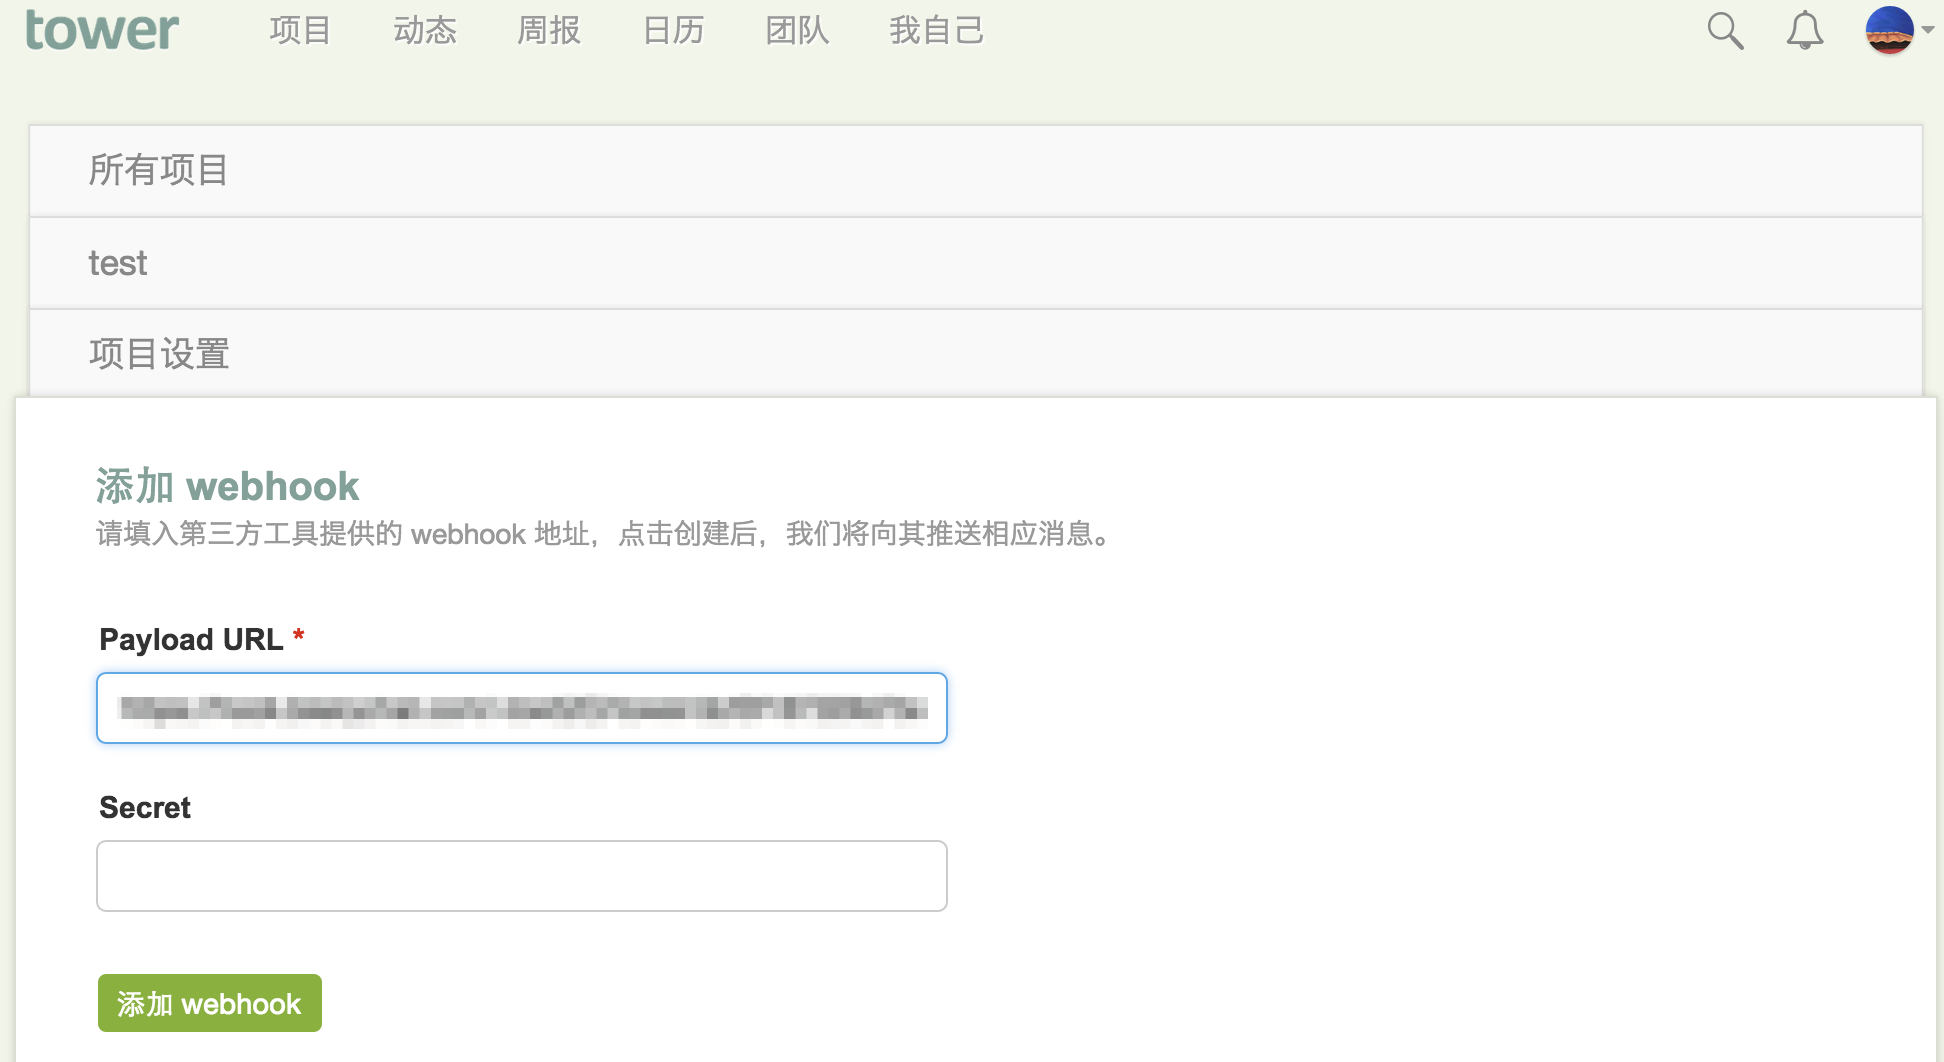 tower 项目 动态 周报 日历 团队 我自己
所有项目
test
项目设置
添加 webhook
请填入第三方工具提供的 webhook 地址，点击创建后，我们将向其推送相应消息。
Payload URL *
Secret
添加 webhook